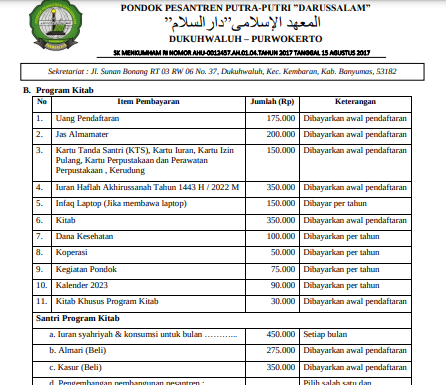 PONDOK PESANTREN PUTRA-PUTRI "DARUSSALAM"
المعهد الإسلامى "دار السلام"
DUKUHWALUH – PURWOKERTO
SK MENKUMHAM RI NOMOR AHU-0012457.AH.01.04.TAHUN 2017 TANGGAL 15 AGUSTUS 2017
Sekretariat : Jl. Sunan Bonang RT 03 RW 06 No. 37, Dukuhwaluh, Kec. Kembaran, Kab. Banyumas, 53182
B. Program Kitab
No Item Pembayaran Jumlah (Rp) Keterangan
1. Uang Pendaftaran 175.000 Dibayarkan awal pendaftaran
2. Jas Almamater 200.000 Dibayarkan awal pendaftaran
3. Kartu Tanda Santri (KTS), Kartu Iuran, Kartu Izin 150.000 Dibayarkan awal pendaftaran
Pulang, Kartu Perpustakaan dan Perawatan
Perpustakaan , Kerudung
4. Iuran Haflah Akhirussanah Tahun 1443 H / 2022 M 350.000 Dibayarkan awal pendaftaran
5. Infaq Laptop (Jika membawa laptop) 150.000 Dibayar per tahun
6. Kitab 350.000 Dibayarkan awal pendaftaran
7. Dana Kesehatan 100.000 Dibayarkan per tahun
8. Koperasi 50.000 Dibayarkan per tahun
9. Kegiatan Pondok 75.000 Dibayarkan per tahun
10. Kalender 2023 90.000 Dibayarkan per tahun
11. Kitab Khusus Program Kitab 30.000 Dibayarkan awal pendaftaran
Santri Program Kitab
a. Iuran syahriyah & konsumsi untuk bulan ……….. 450.000 Setiap bulan
b. Almari (Beli) 275.000 Dibayarkan awal pendaftaran
c. Kasur (Beli) 350.000 Dibayarkan awal pendaftaran
d. Pengembangan pembangunan pesantren : Pilih salah satu dan